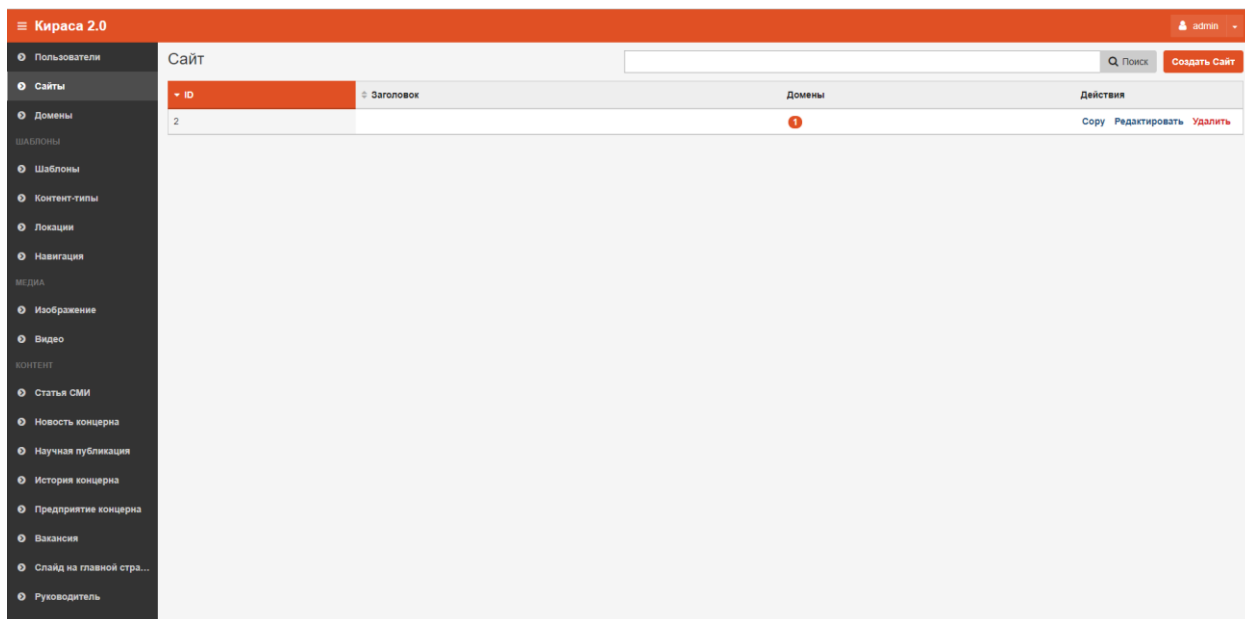 Кираса 2.0
admin
Пользователи
Сайты
Домены
ШАБЛОНЫ
Шаблоны
Контент-типы
Локации
Навигация
МЕДИА
Изображение
Видео
КОНТЕНТ
Статья СМИ
Новость концерна
Научная публикация
История концерна
Предприятие концерна
Вакансия
Слайд на главной стра...
Руководитель
Сайт
Поиск
Создать Сайт
ID Заголовок Домены Действия
2 1 Copy Редактировать Удалить